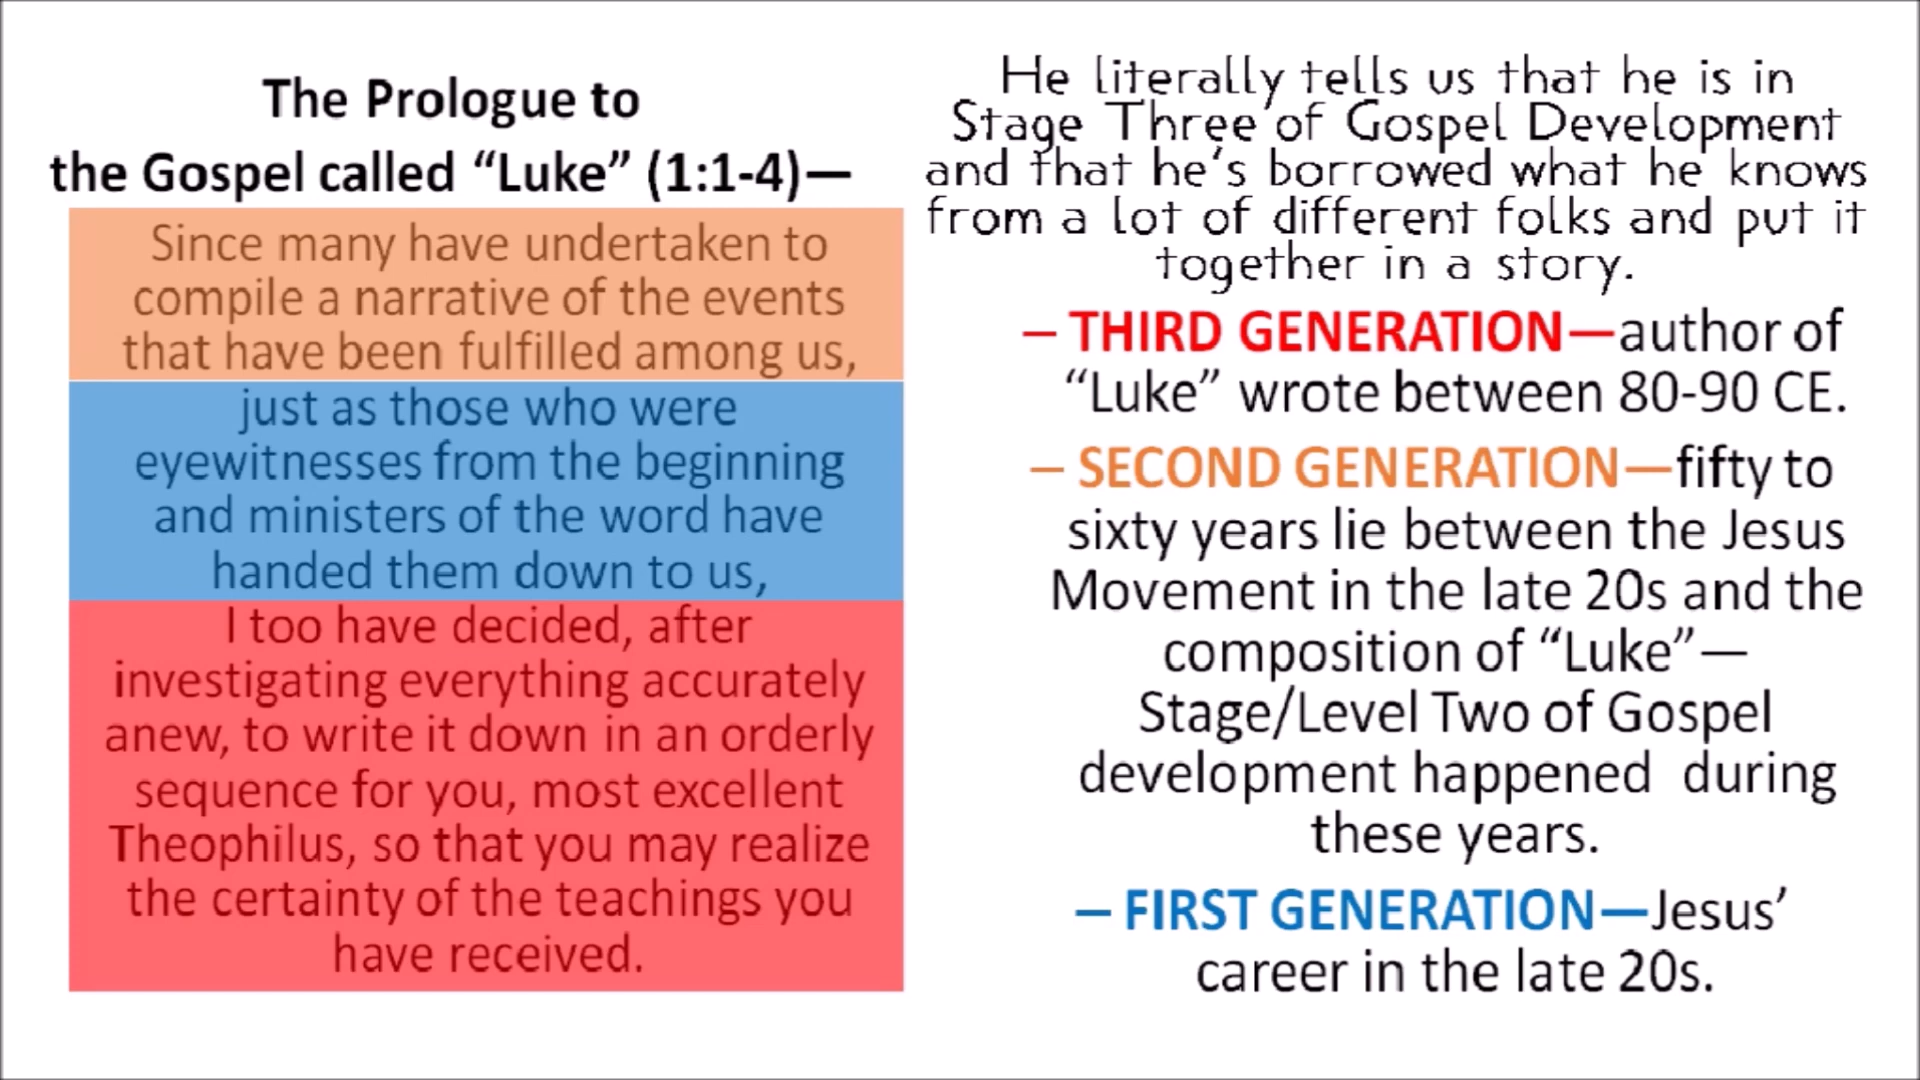 The Prologue to
the Gospel called “Luke” (1:1-4)—
Since many have undertaken to
compile a narrative of the events
that have been fulfilled among us,
just as those who were
eyewitnesses from the beginning
and ministers of the word have
handed them down to us,
I too have decided, after
investigating everything accurately
anew, to write it down in an orderly
sequence for you, most excellent
Theophilus, so that you may realize
the certainty of the teachings you
have received.
He literally tells us that he is in
Stage Three of Gospel Development
and that he’s borrowed what he knows
from a lot of different folks and put it
together in a story.
– THIRD GENERATION—author of
“Luke” wrote between 80-90 CE.
– SECOND GENERATION—fifty to
sixty years lie between the Jesus
Movement in the late 20s and the
composition of “Luke”—
Stage/Level Two of Gospel
development happened during
these years.
– FIRST GENERATION—Jesus’
career in the late 20s.